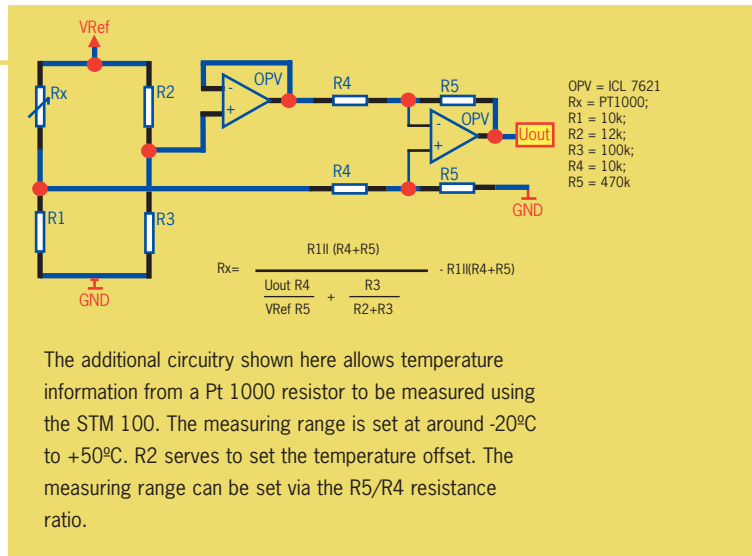 VRef
Rx
R2
OPV
-
+
R4
R5
OPV
-
+
Uout
R4
R5
GND
R1
R3
GND
OPV = ICL 7621
Rx = PT1000;
R1 = 10k;
R2 = 12k;
R3 = 100k;
R4 = 10k;
R5 = 470k
R1II (R4+R5)
Rx= - R1II(R4+R5)
Uout R4 R3
+
VRef R5 R2+R3
The additional circuitry shown here allows temperature
information from a Pt 1000 resistor to be measured using
the STM 100. The measuring range is set at around -20ºC
to +50ºC. R2 serves to set the temperature offset. The
measuring range can be set via the R5/R4 resistance
ratio.